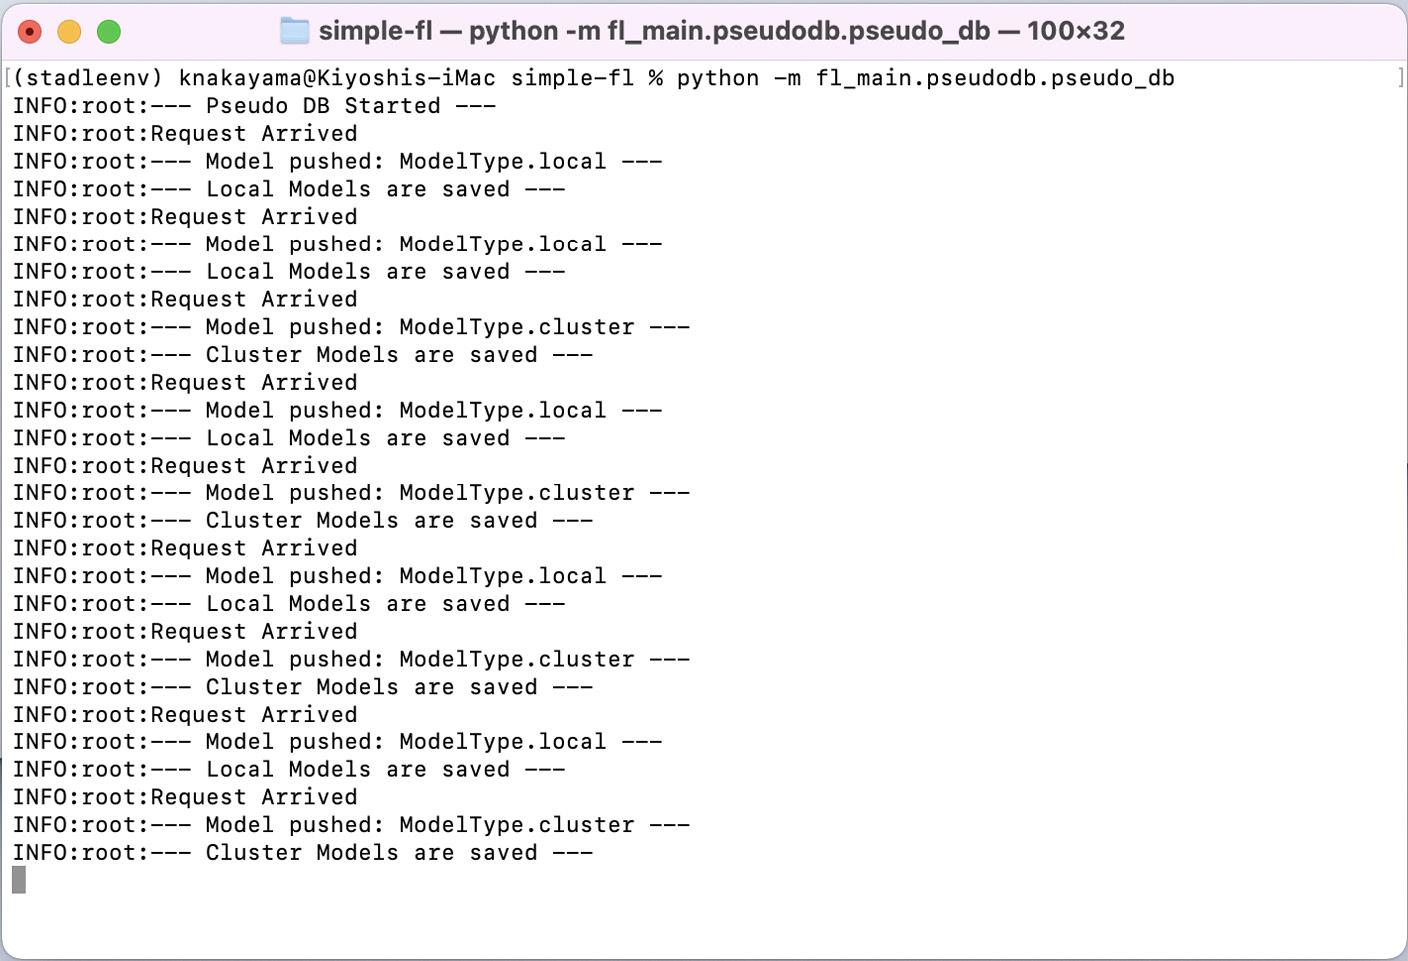 simple-fl — python -m fl_main.pseudodb.pseudo_db — 100×32
[(stadleenv) knakayama@Kiyoshis-iMac simple-fl % python -m fl_main.pseudodb.pseudo_db ]
INFO:root:--- Pseudo DB Started ---
INFO:root:Request Arrived
INFO:root:--- Model pushed: ModelType.local ---
INFO:root:--- Local Models are saved ---
INFO:root:Request Arrived
INFO:root:--- Model pushed: ModelType.local ---
INFO:root:--- Local Models are saved ---
INFO:root:Request Arrived
INFO:root:--- Model pushed: ModelType.cluster ---
INFO:root:--- Cluster Models are saved ---
INFO:root:Request Arrived
INFO:root:--- Model pushed: ModelType.local ---
INFO:root:--- Local Models are saved ---
INFO:root:Request Arrived
INFO:root:--- Model pushed: ModelType.cluster ---
INFO:root:--- Cluster Models are saved ---
INFO:root:Request Arrived
INFO:root:--- Model pushed: ModelType.local ---
INFO:root:--- Local Models are saved ---
INFO:root:Request Arrived
INFO:root:--- Model pushed: ModelType.cluster ---
INFO:root:--- Cluster Models are saved ---
INFO:root:Request Arrived
INFO:root:--- Model pushed: ModelType.local ---
INFO:root:--- Local Models are saved ---
INFO:root:Request Arrived
INFO:root:--- Model pushed: ModelType.cluster ---
INFO:root:--- Cluster Models are saved ---